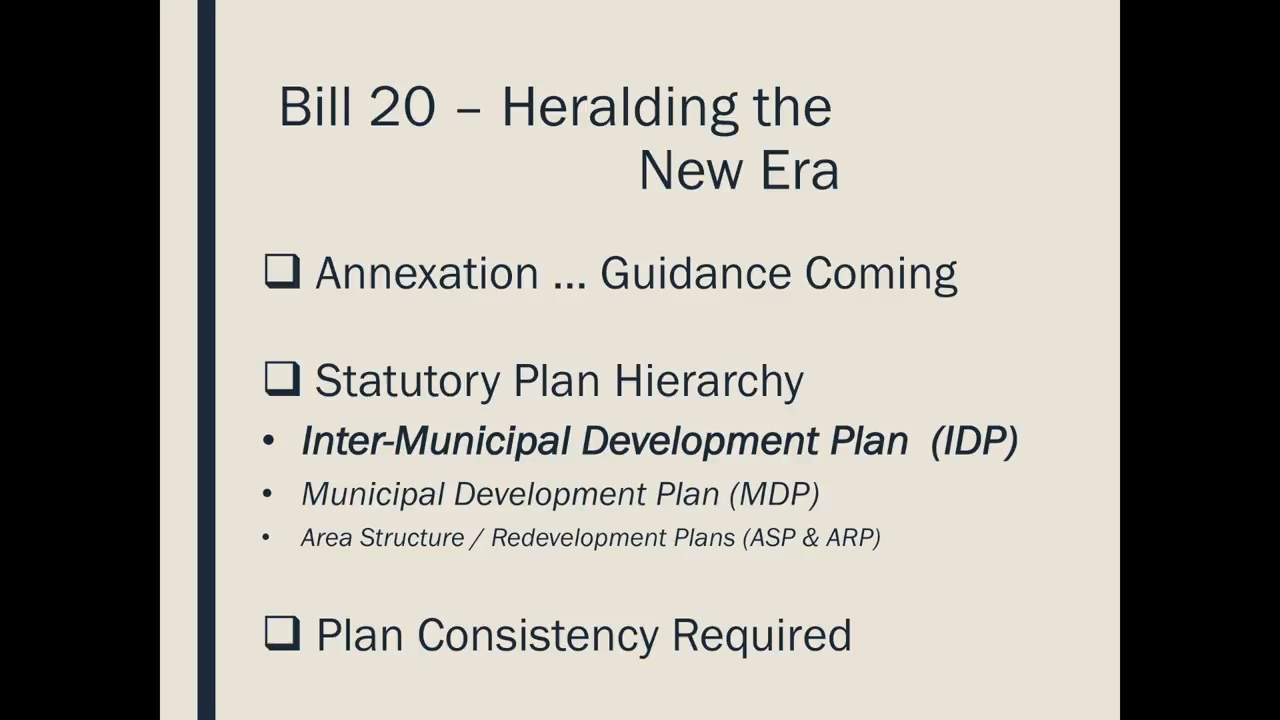 Bill 20 – Heralding the
New Era
❑ Annexation ... Guidance Coming
❑ Statutory Plan Hierarchy
• Inter-Municipal Development Plan (IDP)
• Municipal Development Plan (MDP)
• Area Structure / Redevelopment Plans (ASP & ARP)
❑ Plan Consistency Required